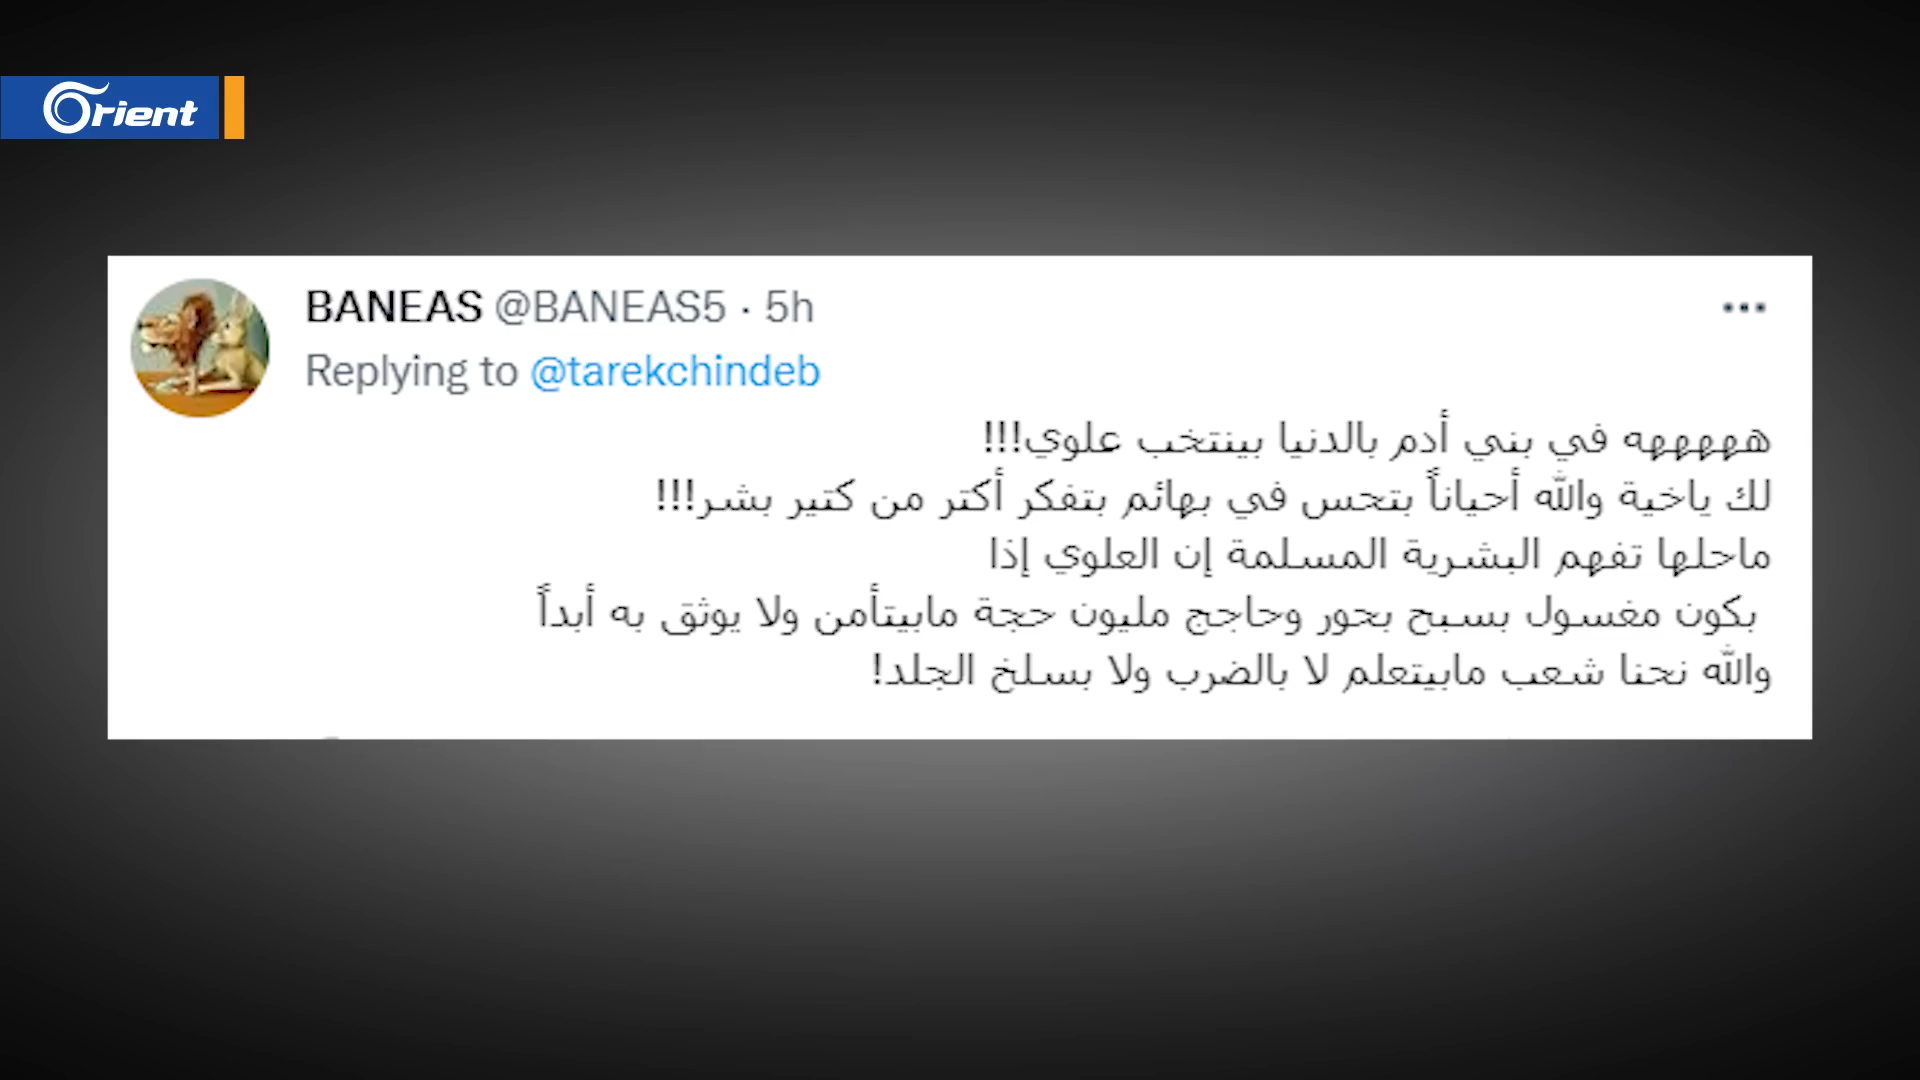 Orient
BANEAS @BANEAS5 · 5h
Replying to @tarekchindeb
هههههه في بني أدم بالدنيا بينتخب علوي!!!
لك ياخية والله أحياناً بتحس في بهائم بتفكر أكتر من كتير بشر!!!
ماحلها تفهم البشرية المسلمة إن العلوي إذا
بكون مغسول بسبح بحور وحاجج مليون حجة مابيتأمن ولا يوثق به أبداً
والله نحنا شعب مابيتعلم لا بالضرب ولا بسلخ الجلد!